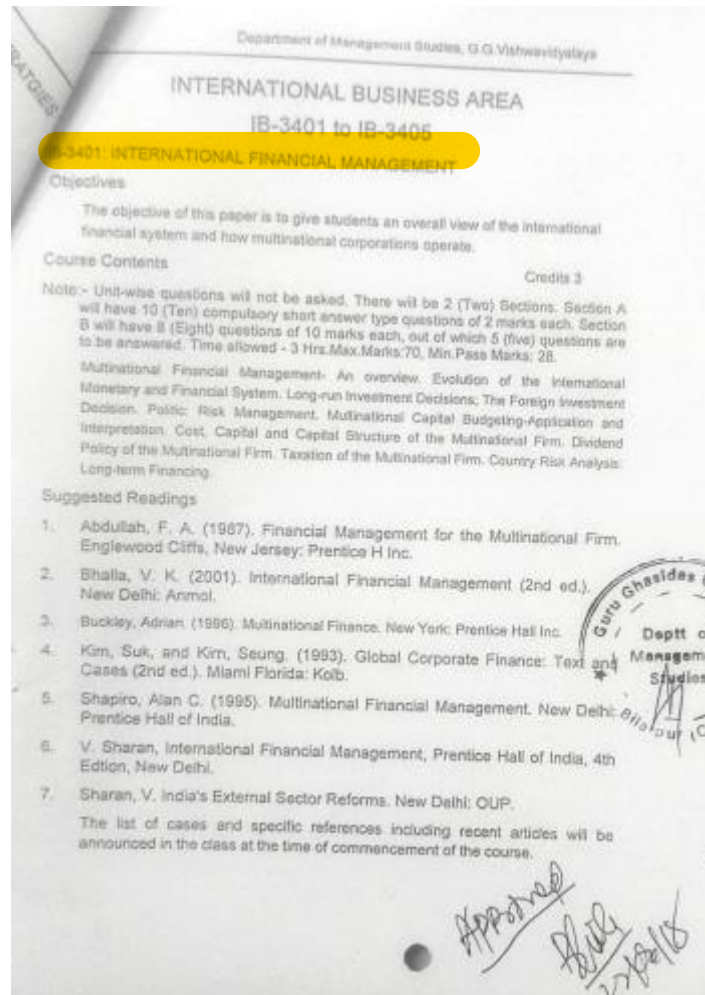 RATGIES
Department of Management Studies, G.G.Vishwavidyalaya
INTERNATIONAL BUSINESS AREA
IB-3401 to IB-3405
IB-3401: INTERNATIONAL FINANCIAL MANAGEMENT
Objectives
The objective of this paper is to give students an overall view of the international
financial system and how multinational corporations operate.
Course Contents
Credits 3
Note:- Unit-wise questions will not be asked. There will be 2 (Two) Sections. Section A
will have 10 (Ten) compulsory short answer type questions of 2 marks each. Section
B will have 8 (Eight) questions of 10 marks each, out of which 5 (five) questions are
to be answered. Time allowed - 3 Hrs.Max.Marks:70, Min.Pass Marks: 28.
Multinational Financial Management- An overview. Evolution of the International
Monetary and Financial System. Long-run Investment Decisions; The Foreign Investment
Decision. Politic: Risk Management. Multinational Capital Budgeting-Application and
Interpretation. Cost, Capital and Capital Structure of the Multinational Firm. Dividend
Policy of the Multinational Firm. Taxation of the Multinational Firm. Country Risk Analysis.
Long-term Financing.
Suggested Readings
1. Abdullah, F. A. (1987). Financial Management for the Multinational Firm.
Englewood Cliffs, New Jersey: Prentice H Inc.
2. Bhalla, V. K. (2001). International Financial Management (2nd ed.).
New Delhi: Anmol.
3. Buckley, Adrian. (1996). Multinational Finance. New York: Prentice Hall Inc.
4. Kim, Suk, and Kim, Seung. (1993). Global Corporate Finance: Text and
Cases (2nd ed.). Miami Florida: Kolb.
5. Shapiro, Alan C. (1995). Multinational Financial Management. New Delhi:
Prentice Hall of India.
6. V. Sharan, International Financial Management, Prentice Hall of India, 4th
Edtion, New Delhi.
7. Sharan, V. India's External Sector Reforms. New Delhi: OUP.
The list of cases and specific references including recent articles will be
announced in the class at the time of commencement of the course.
Guru Ghasidas
Deptt o
Managem
Studies
Bilaspur (C
Approved